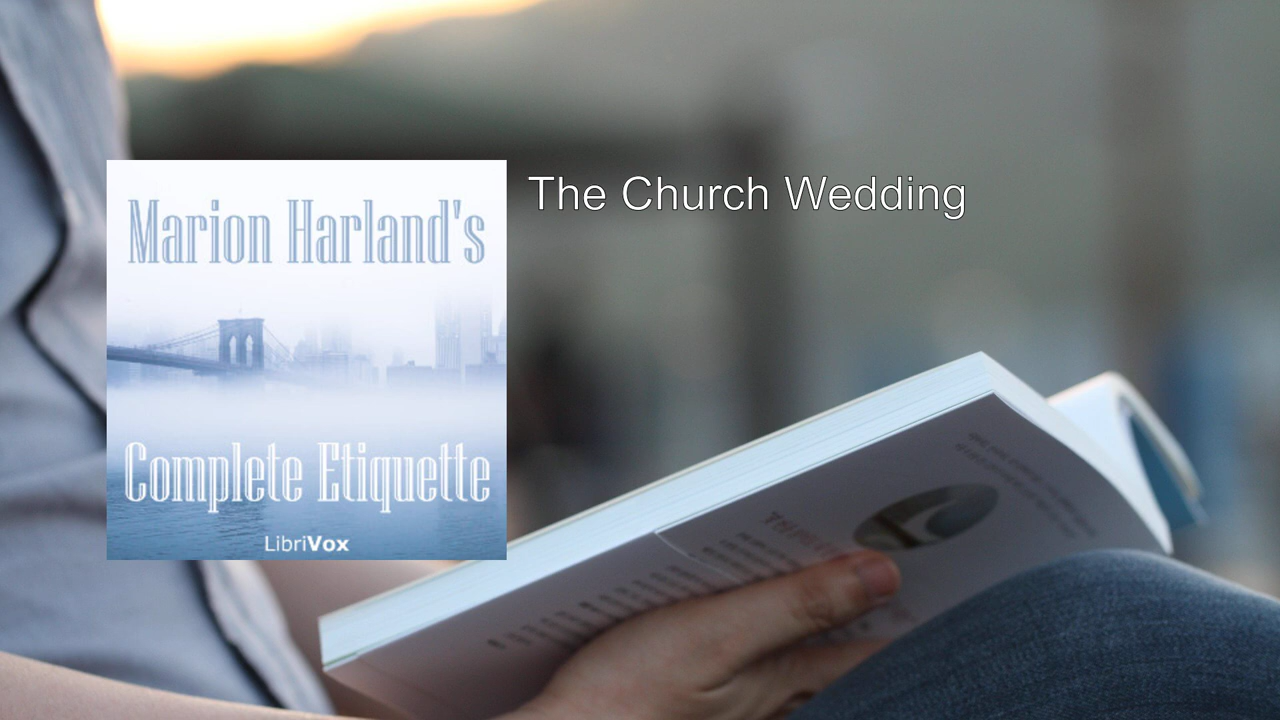 Marion Harland's
Complete Etiquette
LibriVox
The Church Wedding